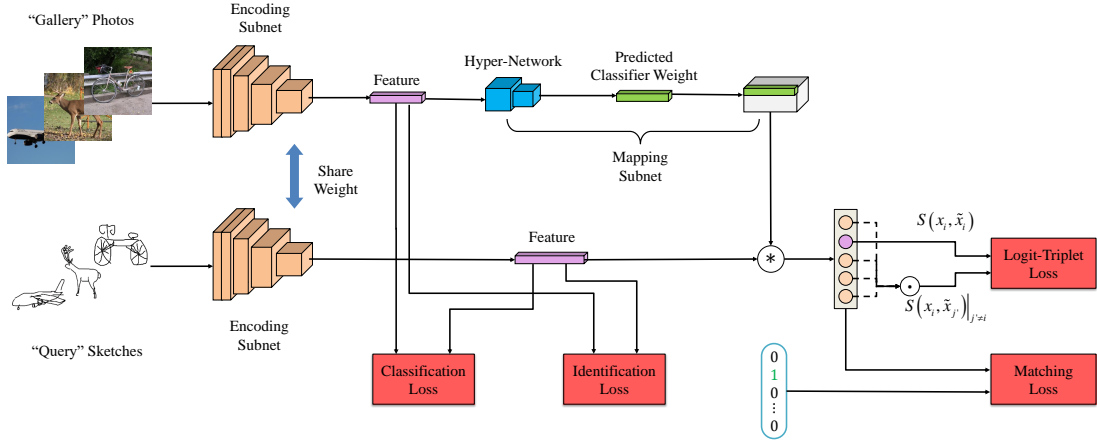 "Gallery" Photos
Encoding
Subnet
Feature
Hyper-Network
Predicted
Classifier Weight
Mapping
Subnet
Share
Weight
Feature
*
S(x_i, x̃_i)
Logit-Triplet
Loss
S(x_i, x̃_j')|_j'≠i
"Query" Sketches
Encoding
Subnet
Classification
Loss
Identification
Loss
0
1
0
⋮
0
Matching
Loss